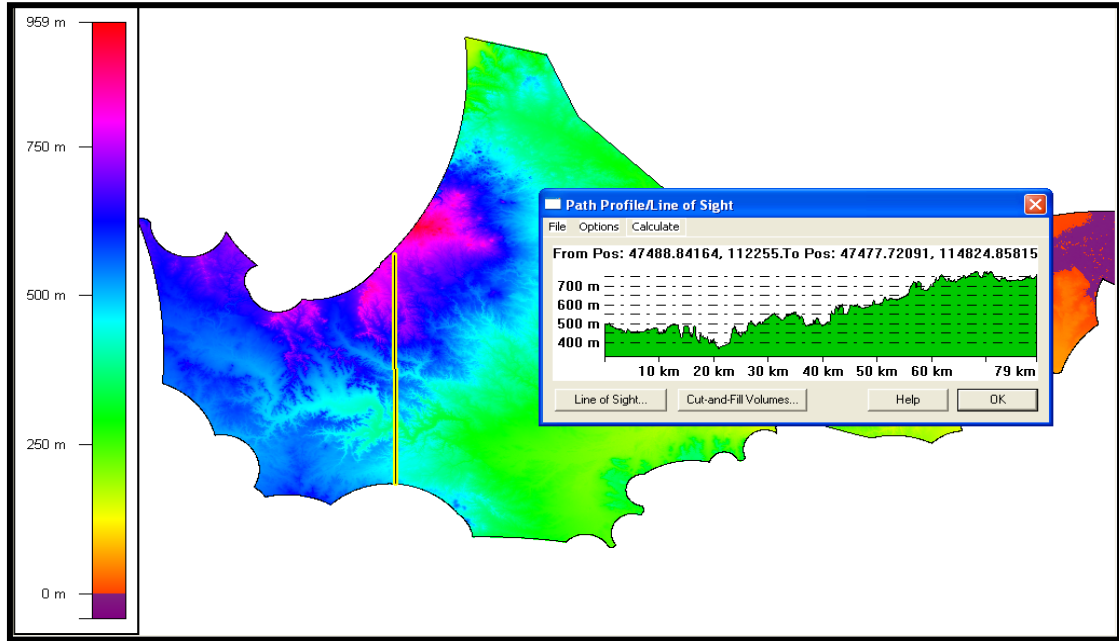 959 m
750 m
500 m
250 m
0 m
Path Profile/Line of Sight
File Options Calculate
From Pos: 47488.84164, 112255.To Pos: 47477.72091, 114824.85815
700 m
600 m
500 m
400 m
10 km 20 km 30 km 40 km 50 km 60 km 79 km
Line of Sight... Cut-and-Fill Volumes... Help OK